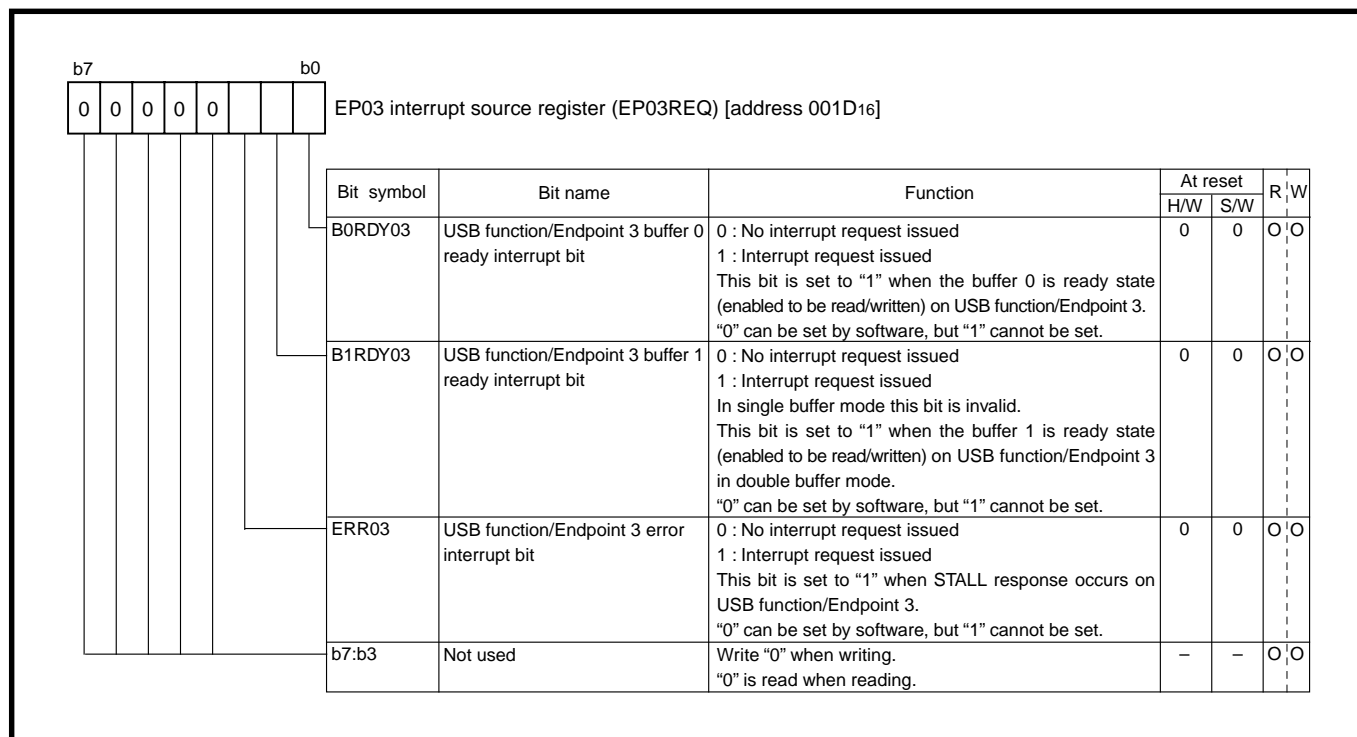 b7 b0
0 0 0 0 0
EP03 interrupt source register (EP03REQ) [address 001D16]
Bit symbol Bit name Function At reset R W
H/W S/W
B0RDY03 USB function/Endpoint 3 buffer 0 0 : No interrupt request issued 0 0 O O
ready interrupt bit 1 : Interrupt request issued
This bit is set to “1” when the buffer 0 is ready state
(enabled to be read/written) on USB function/Endpoint 3.
“0” can be set by software, but “1” cannot be set.
B1RDY03 USB function/Endpoint 3 buffer 1 0 : No interrupt request issued 0 0 O O
ready interrupt bit 1 : Interrupt request issued
In single buffer mode this bit is invalid.
This bit is set to “1” when the buffer 1 is ready state
(enabled to be read/written) on USB function/Endpoint 3
in double buffer mode.
“0” can be set by software, but “1” cannot be set.
ERR03 USB function/Endpoint 3 error 0 : No interrupt request issued 0 0 O O
interrupt bit 1 : Interrupt request issued
This bit is set to “1” when STALL response occurs on
USB function/Endpoint 3.
“0” can be set by software, but “1” cannot be set.
b7:b3 Not used Write “0” when writing. – – O O
“0” is read when reading.